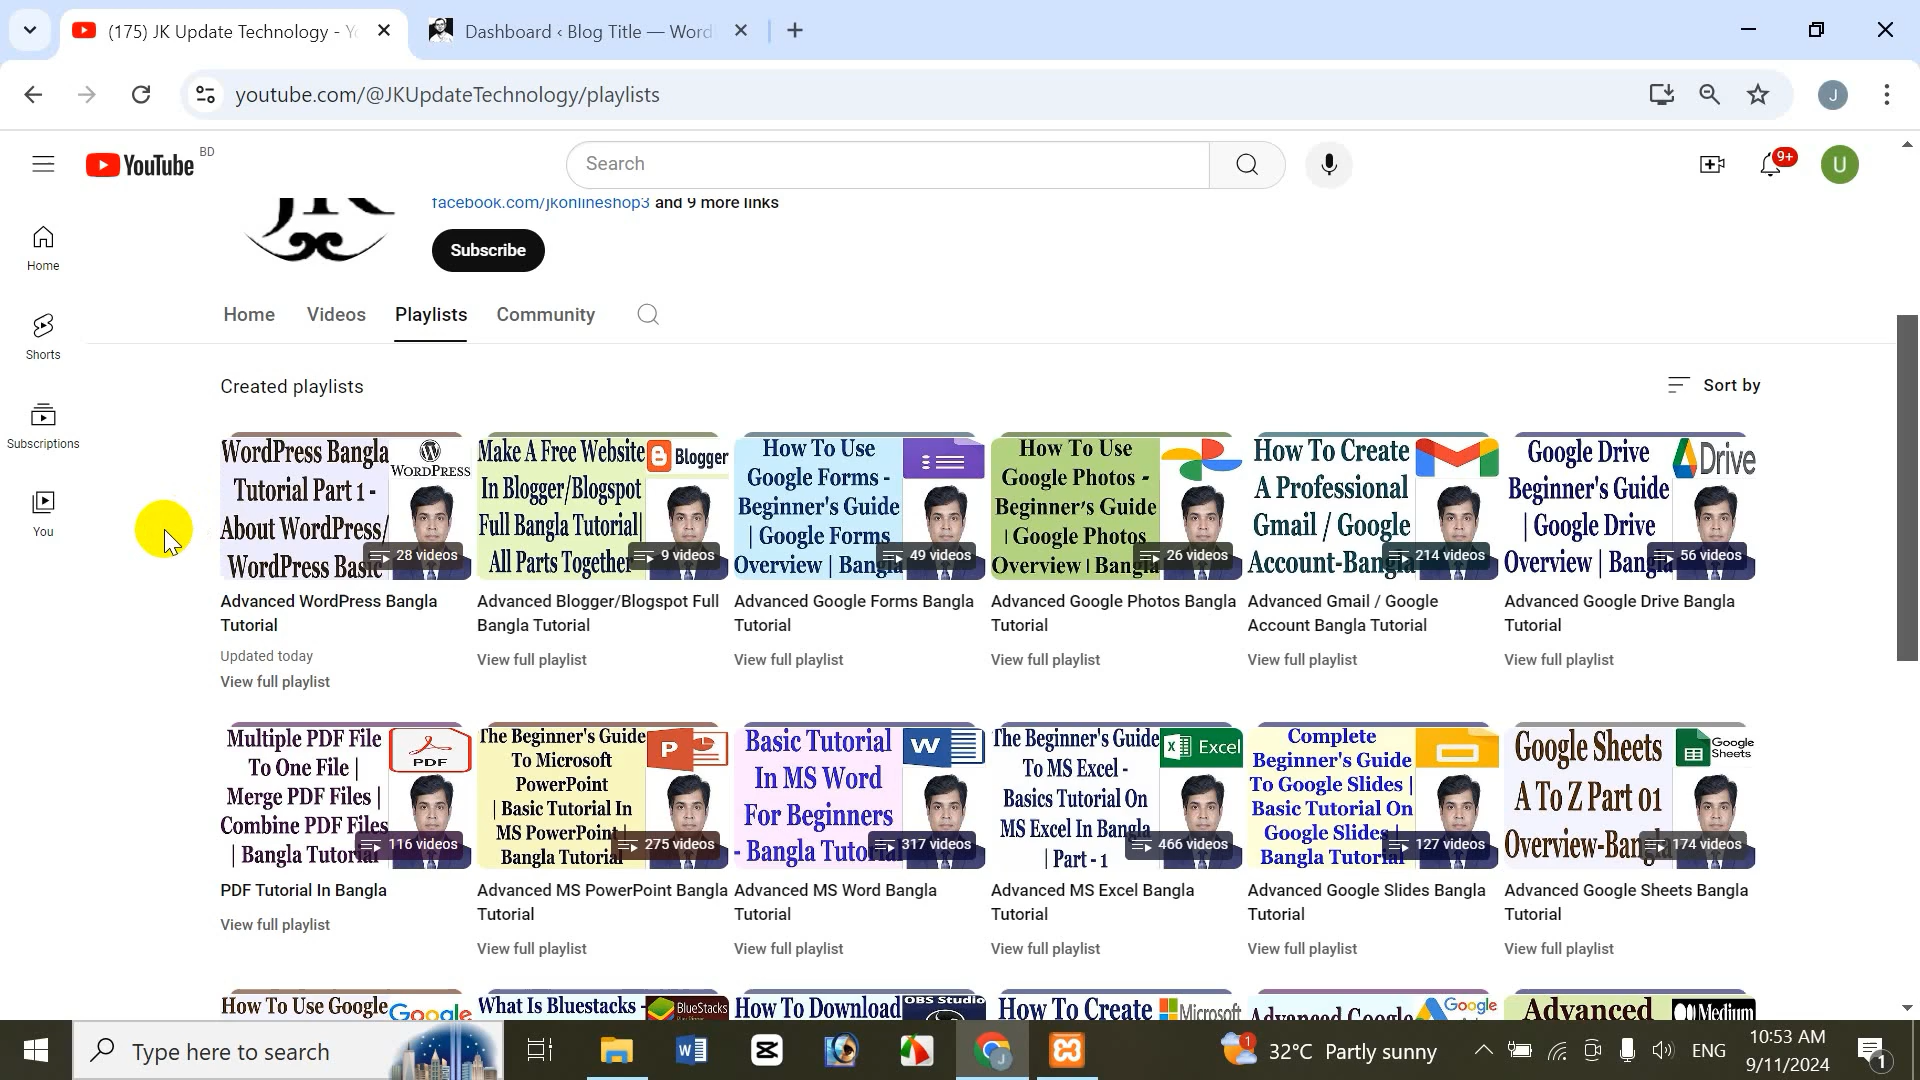 (175) JK Update Technology - Yo
Dashboard ‹ Blog Title — Word
youtube.com/@JKUpdateTechnology/playlists
J
YouTube BD
Search
9+
U
facebook.com/jkonlineshop3 and 9 more links
JK
Subscribe
Home
Shorts
Subscriptions
You
Home Videos Playlists Community
Created playlists
Sort by
WordPress Bangla
Tutorial Part 1 -
About WordPress/
WordPress Basic
WORDPRESS
28 videos
Advanced WordPress Bangla
Tutorial
Updated today
View full playlist
Make A Free Website
In Blogger/Blogspot
Full Bangla Tutorial|
All Parts Together
Blogger
9 videos
Advanced Blogger/Blogspot Full
Bangla Tutorial
View full playlist
How To Use
Google Forms -
Beginner's Guide
| Google Forms
Overview | Bangla
49 videos
Advanced Google Forms Bangla
Tutorial
View full playlist
How To Use
Google Photos -
Beginner's Guide
| Google Photos
Overview | Bangla
26 videos
Advanced Google Photos Bangla
Tutorial
View full playlist
How To Create
A Professional
Gmail / Google
Account-Bangla
214 videos
Advanced Gmail / Google
Account Bangla Tutorial
View full playlist
Google Drive
Beginner's Guide
| Google Drive
Overview | Bangla
Drive
56 videos
Advanced Google Drive Bangla
Tutorial
View full playlist
Multiple PDF File
To One File |
Merge PDF Files |
Combine PDF Files
| Bangla Tutorial
PDF
116 videos
PDF Tutorial In Bangla
View full playlist
The Beginner's Guide
To Microsoft
PowerPoint
| Basic Tutorial In
MS PowerPoint |
Bangla Tutorial
P
275 videos
Advanced MS PowerPoint Bangla
Tutorial
View full playlist
Basic Tutorial
In MS Word
For Beginners
- Bangla Tutorial
W
317 videos
Advanced MS Word Bangla
Tutorial
View full playlist
The Beginner's Guide
To MS Excel -
Basics Tutorial On
MS Excel In Bangla
| Part - 1
X Excel
466 videos
Advanced MS Excel Bangla
Tutorial
View full playlist
Complete
Beginner's Guide
To Google Slides |
Basic Tutorial On
Google Slides |
Bangla Tutorial
127 videos
Advanced Google Slides Bangla
Tutorial
View full playlist
Google Sheets
A To Z Part 01
Overview-Bangla
Google
Sheets
174 videos
Advanced Google Sheets Bangla
Tutorial
View full playlist
How To Use Google
Google
What Is Bluestacks -
BlueStacks
How To Download
OBS Studio
How To Create
Microsoft
Advanced Google
Google
Advanced
Medium
Type here to search
W
J
1
32°C Partly sunny
ENG
10:53 AM
9/11/2024
1